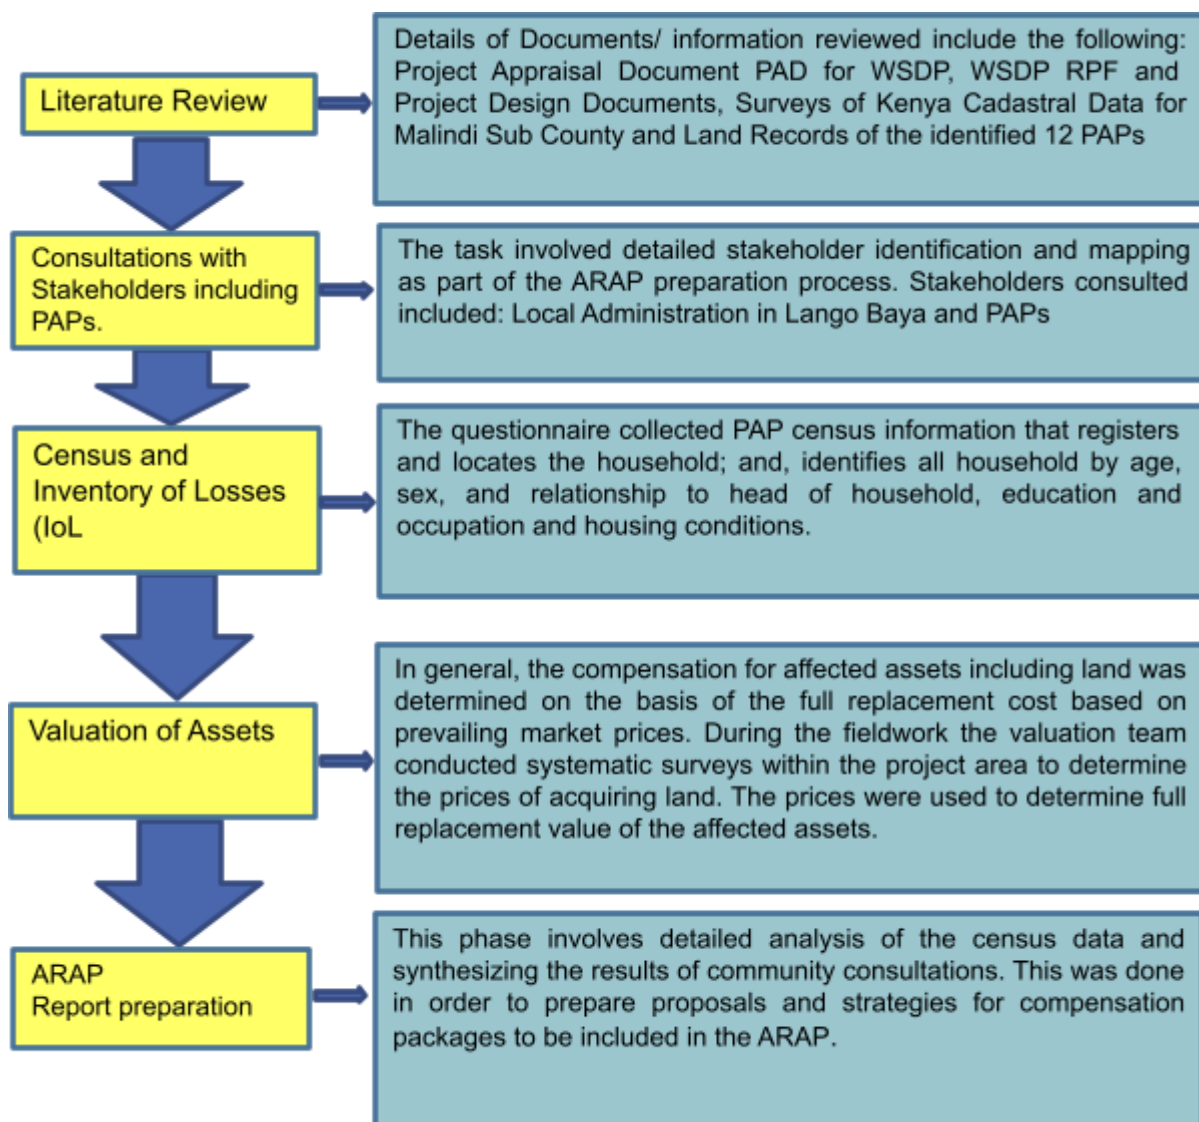 Literature Review
Details of Documents/ information reviewed include the following:
Project Appraisal Document PAD for WSDP, WSDP RPF and
Project Design Documents, Surveys of Kenya Cadastral Data for
Malindi Sub County and Land Records of the identified 12 PAPs
Consultations with
Stakeholders including
PAPs.
The task involved detailed stakeholder identification and mapping
as part of the ARAP preparation process. Stakeholders consulted
included: Local Administration in Lango Baya and PAPs
Census and
Inventory of Losses
(IoL
The questionnaire collected PAP census information that registers
and locates the household; and, identifies all household by age,
sex, and relationship to head of household, education and
occupation and housing conditions.
Valuation of Assets
In general, the compensation for affected assets including land was
determined on the basis of the full replacement cost based on
prevailing market prices. During the fieldwork the valuation team
conducted systematic surveys within the project area to determine
the prices of acquiring land. The prices were used to determine full
replacement value of the affected assets.
ARAP
Report preparation
This phase involves detailed analysis of the census data and
synthesizing the results of community consultations. This was done
in order to prepare proposals and strategies for compensation
packages to be included in the ARAP.